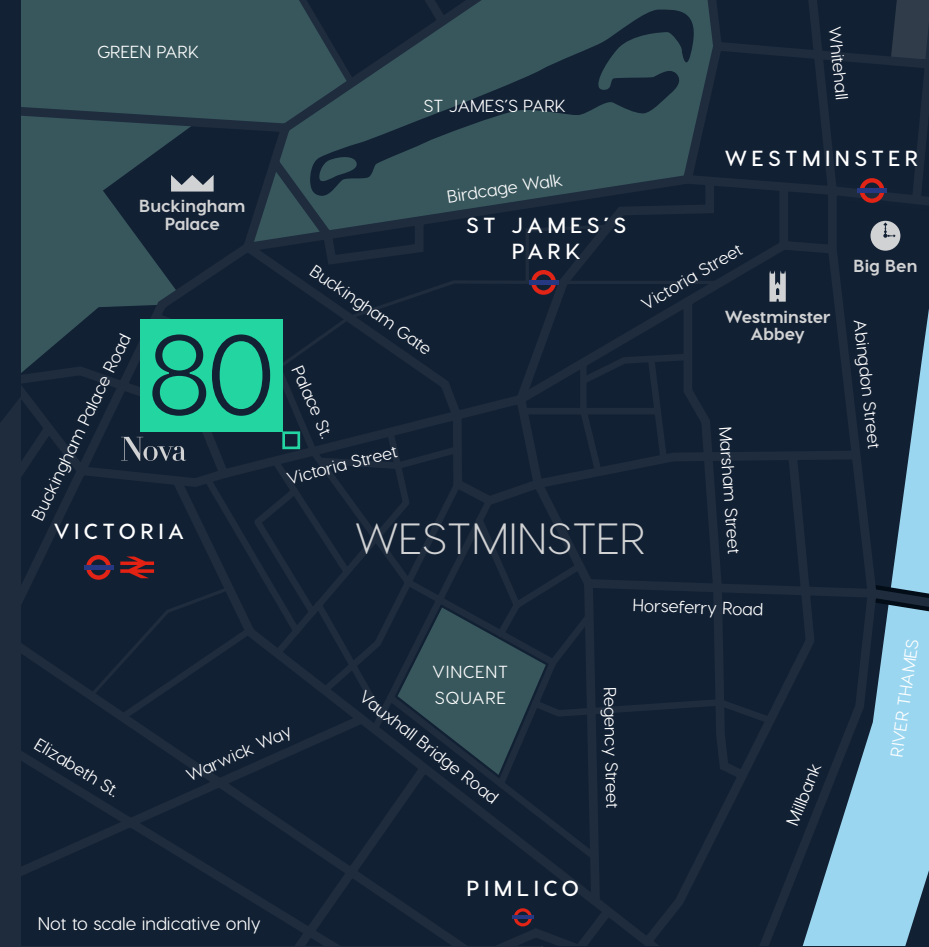 GREEN PARK
Whitehall
ST JAMES'S PARK
WESTMINSTER
Buckingham
Palace
Birdcage Walk
ST JAMES'S
PARK
Big Ben
Victoria Street
Buckingham Gate
Westminster
Abbey
Abingdon Street
80
Buckingham Palace Road
Palace St.
Nova
Victoria Street
Marsham Street
VICTORIA
WESTMINSTER
Horseferry Road
VINCENT
SQUARE
RIVER THAMES
Regency Street
Vauxhall Bridge Road
Warwick Way
Elizabeth St.
Millbank
PIMLICO
Not to scale indicative only